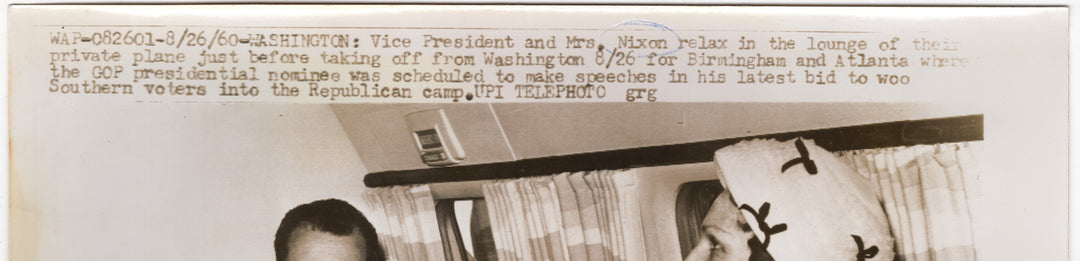 WAP-082601-8/26/60-WASHINGTON: Vice President and Mrs. Nixon relax in the lounge of their
private plane just before taking off from Washington 8/26 for Birmingham and Atlanta where
the GOP presidential nominee was scheduled to make speeches in his latest bid to woo
Southern voters into the Republican camp.UPI TELEPHOTO grg